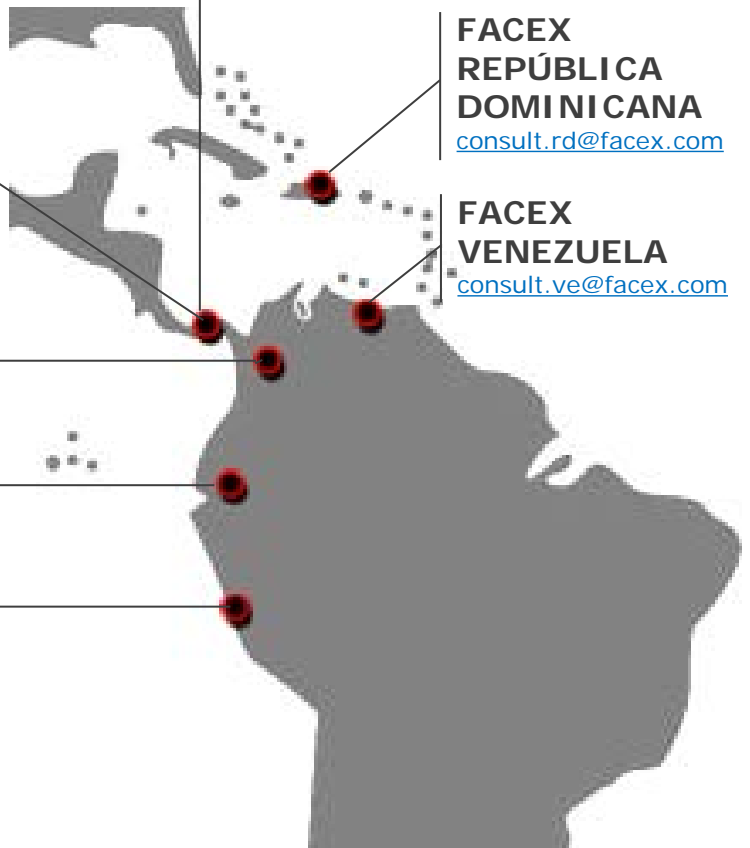 FACEX
REPÚBLICA
DOMINICANA
consult.rd@facex.com
FACEX
VENEZUELA
consult.ve@facex.com